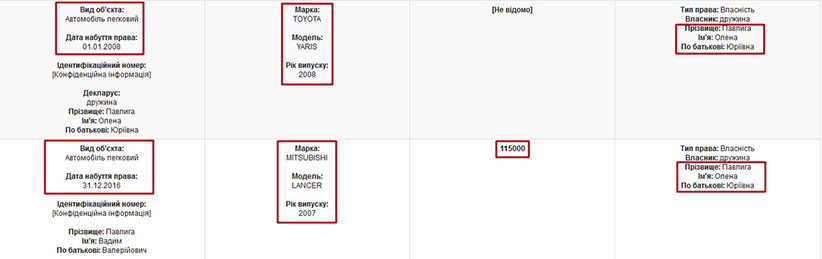 Вид об'єкта:
Автомобіль легковий
Дата набуття права:
01.01.2008
Ідентифікаційний номер:
[Конфіденційна інформація]
Декларує:
дружина
Прізвище: Павлига
Ім'я: Олена
По батькові: Юріївна
Марка:
TOYOTA
Модель:
YARIS
Рік випуску:
2008
[Не відомо]
Тип права: Власність
Власник: дружина
Прізвище: Павлига
Ім'я: Олена
По батькові: Юріївна
Вид об'єкта:
Автомобіль легковий
Дата набуття права:
31.12.2016
Ідентифікаційний номер:
[Конфіденційна інформація]
Прізвище: Павлига
Ім'я: Вадим
По батькові: Валерійович
Марка:
MITSUBISHI
Модель:
LANCER
Рік випуску:
2007
115000
Тип права: Власність
Власник: дружина
Прізвище: Павлига
Ім'я: Олена
По батькові: Юріївна